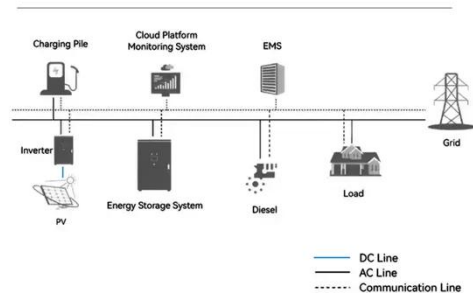 Charging Pile
Cloud Platform
Monitoring System
EMS
Inverter
Grid
PV
Energy Storage System
Diesel
Load
DC Line
AC Line
Communication Line